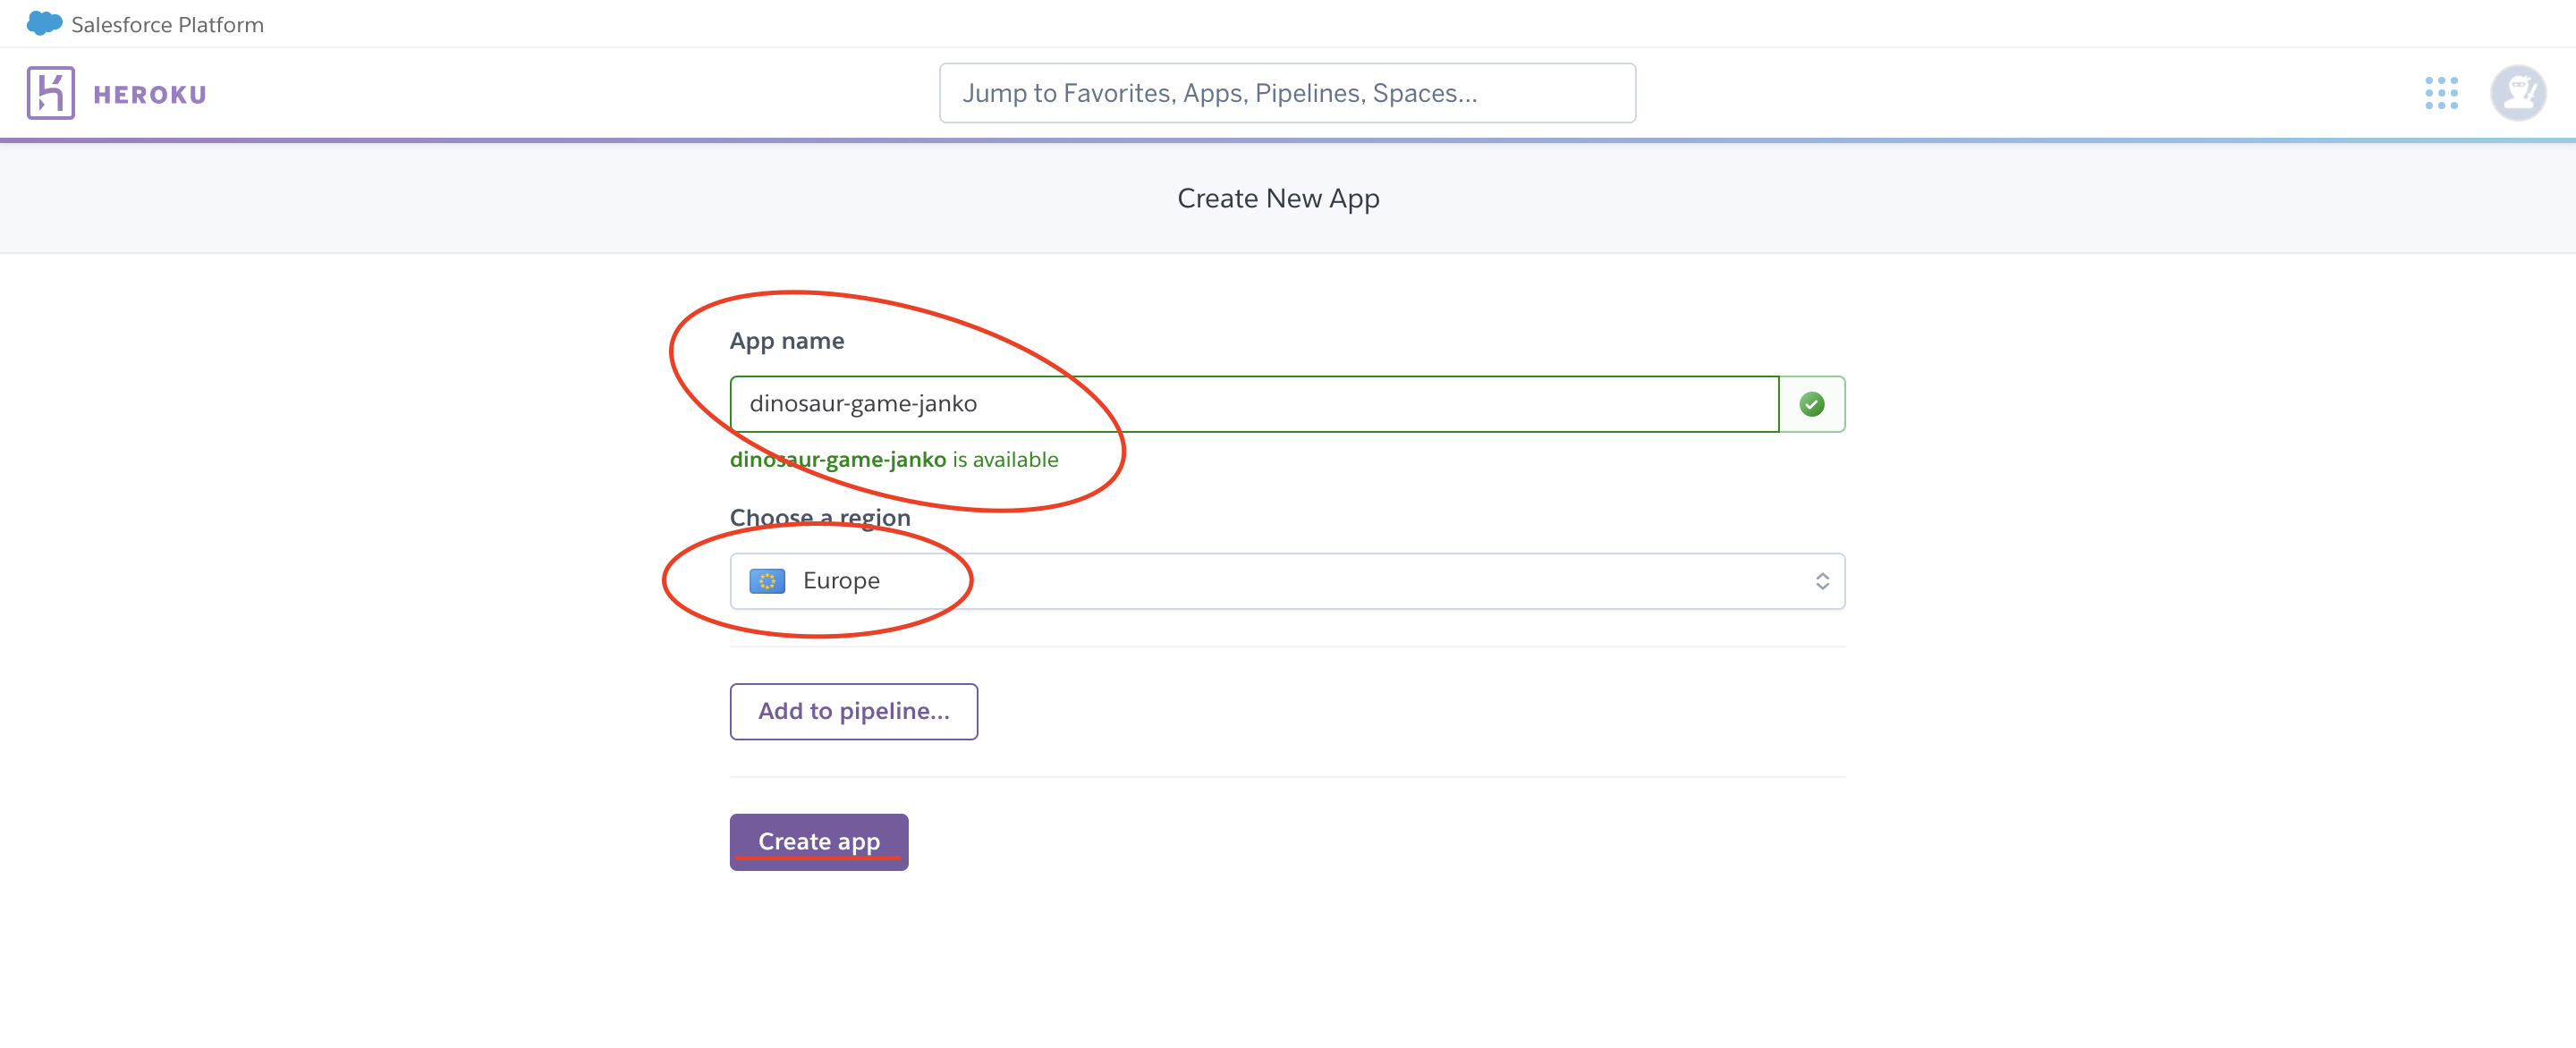 Salesforce Platform
HEROKU
Jump to Favorites, Apps, Pipelines, Spaces...
Create New App
App name
dinosaur-game-janko
dinosaur-game-janko is available
Choose a region
Europe
Add to pipeline...
Create app